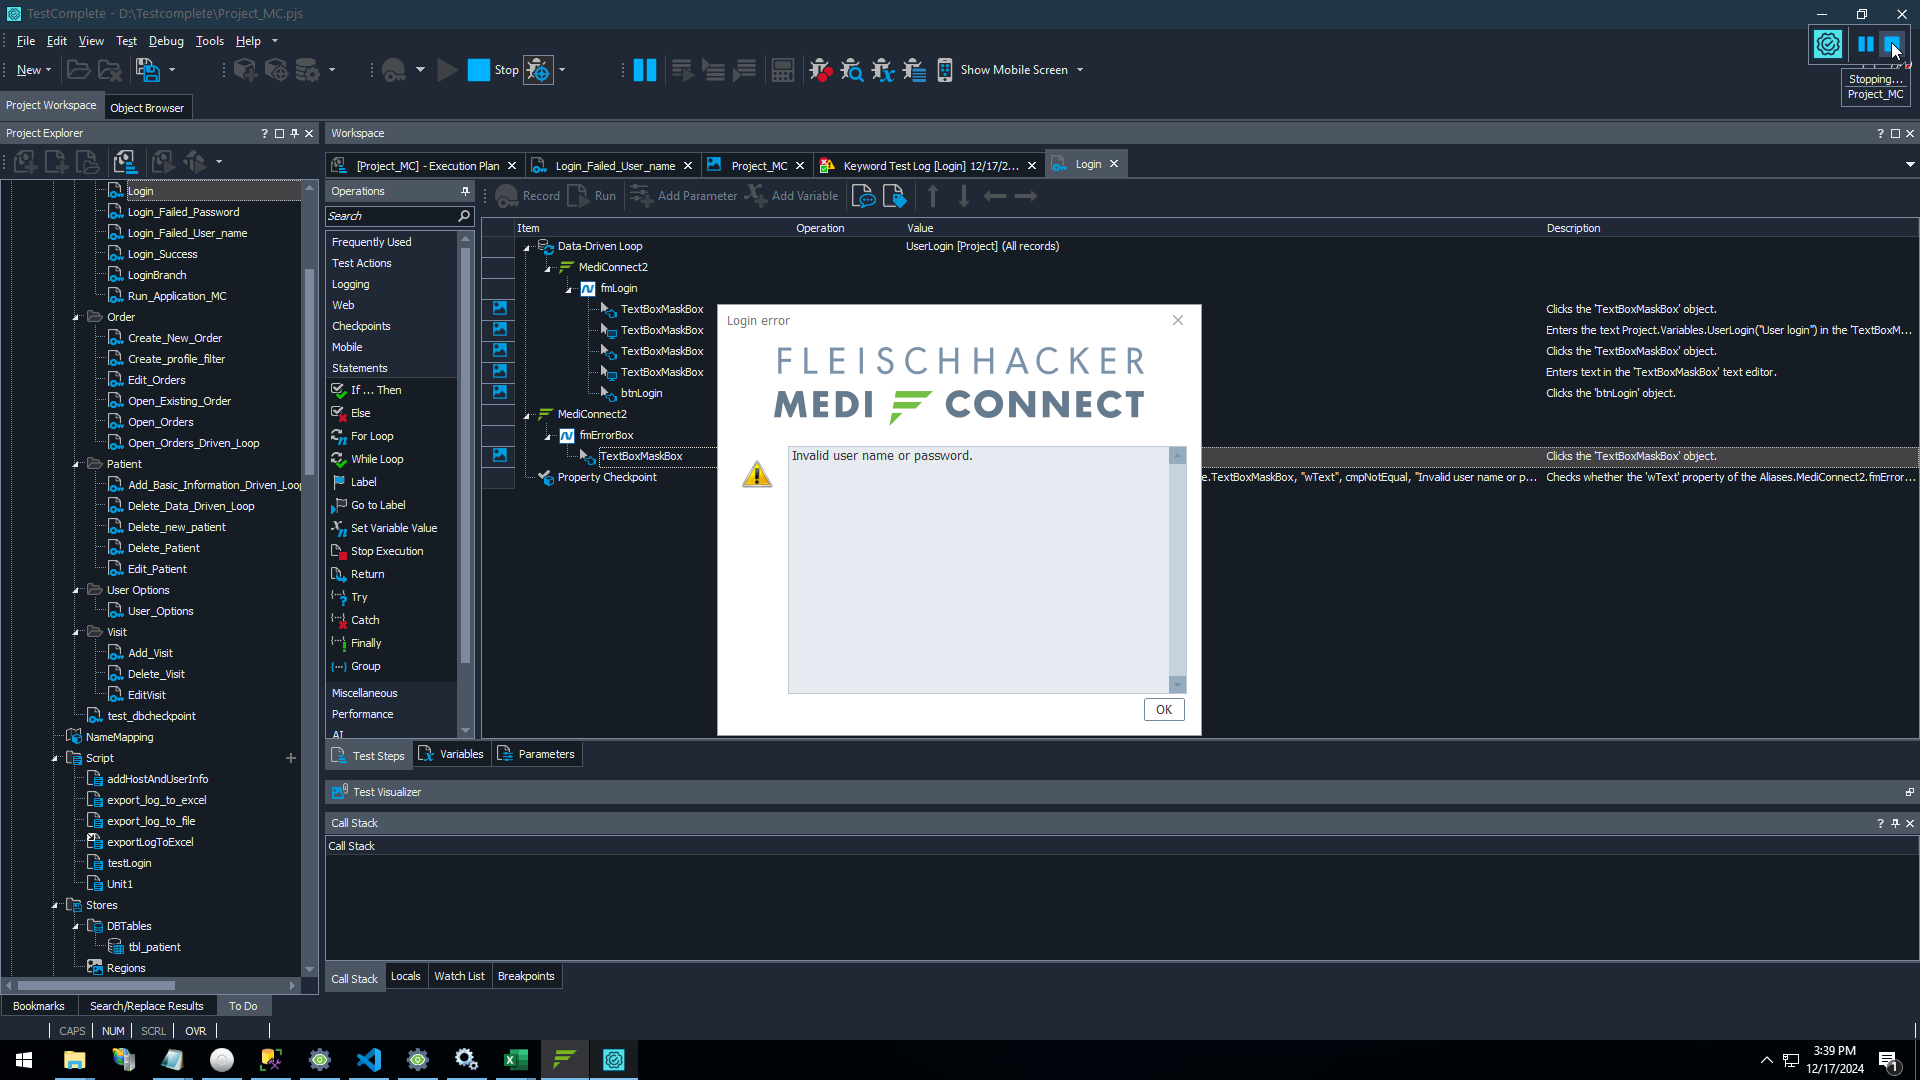 TestComplete - D:\Testcomplete\Project_MC.pjs
File Edit View Test Debug Tools Help
New Stop Show Mobile Screen
Stopping...
Project_MC
Project Workspace Object Browser
Project Explorer
Workspace
[Project_MC] - Execution Plan Login_Failed_User_name Project_MC Keyword Test Log [Login] 12/17/2... Login
Login
Login_Failed_Password
Login_Failed_User_name
Login_Success
LoginBranch
Run_Application_MC
Order
Create_New_Order
Create_profile_filter
Edit_Orders
Open_Existing_Order
Open_Orders
Open_Orders_Driven_Loop
Patient
Add_Basic_Information_Driven_Loo
Delete_Data_Driven_Loop
Delete_new_patient
Delete_Patient
Edit_Patient
User Options
User_Options
Visit
Add_Visit
Delete_Visit
EditVisit
test_dbcheckpoint
NameMapping
Script
addHostAndUserInfo
export_log_to_excel
export_log_to_file
exportLogToExcel
testLogin
Unit1
Stores
DBTables
tbl_patient
Regions
Operations
Search
Frequently Used
Test Actions
Logging
Web
Checkpoints
Mobile
Statements
If ... Then
Else
For Loop
While Loop
Label
Go to Label
Set Variable Value
Stop Execution
Return
Try
Catch
Finally
Group
Miscellaneous
Performance
AI
Record Run Add Parameter Add Variable
Item Operation Value Description
Data-Driven Loop UserLogin [Project] (All records)
MediConnect2
fmLogin
TextBoxMaskBox Clicks the 'TextBoxMaskBox' object.
TextBoxMaskBox Enters the text Project.Variables.UserLogin("User login") in the 'TextBoxM...
TextBoxMaskBox Clicks the 'TextBoxMaskBox' object.
TextBoxMaskBox Enters text in the 'TextBoxMaskBox' text editor.
btnLogin Clicks the 'btnLogin' object.
MediConnect2
fmErrorBox
TextBoxMaskBox Clicks the 'TextBoxMaskBox' object.
Property Checkpoint e.TextBoxMaskBox, "wText", cmpNotEqual, "Invalid user name or p... Checks whether the 'wText' property of the Aliases.MediConnect2.fmError...
Login error
FLEISCHHACKER
MEDI CONNECT
Invalid user name or password.
OK
Test Steps Variables Parameters
Test Visualizer
Call Stack
Call Stack
Call Stack Locals Watch List Breakpoints
Bookmarks Search/Replace Results To Do
CAPS NUM SCRL OVR
3:39 PM
12/17/2024
1